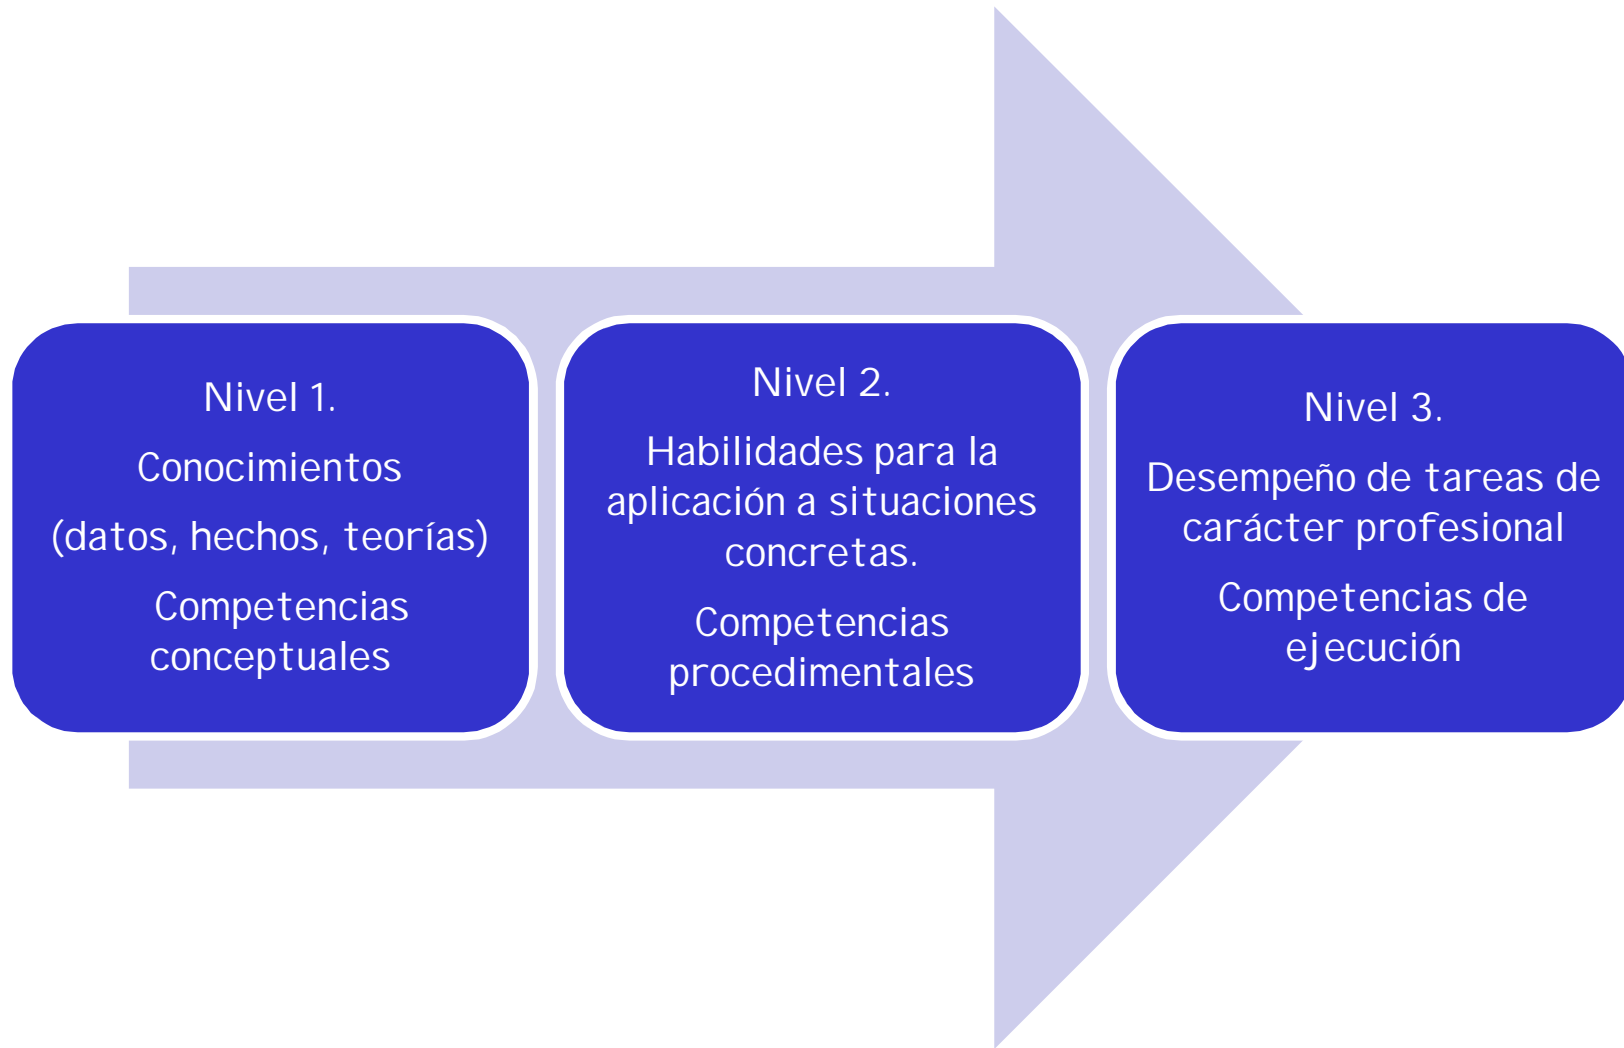 Nivel 1.
Conocimientos
(datos, hechos, teorías)
Competencias
conceptuales
Nivel 2.
Habilidades para la
aplicación a situaciones
concretas.
Competencias
procedimentales
Nivel 3.
Desempeño de tareas de
carácter profesional
Competencias de
ejecución